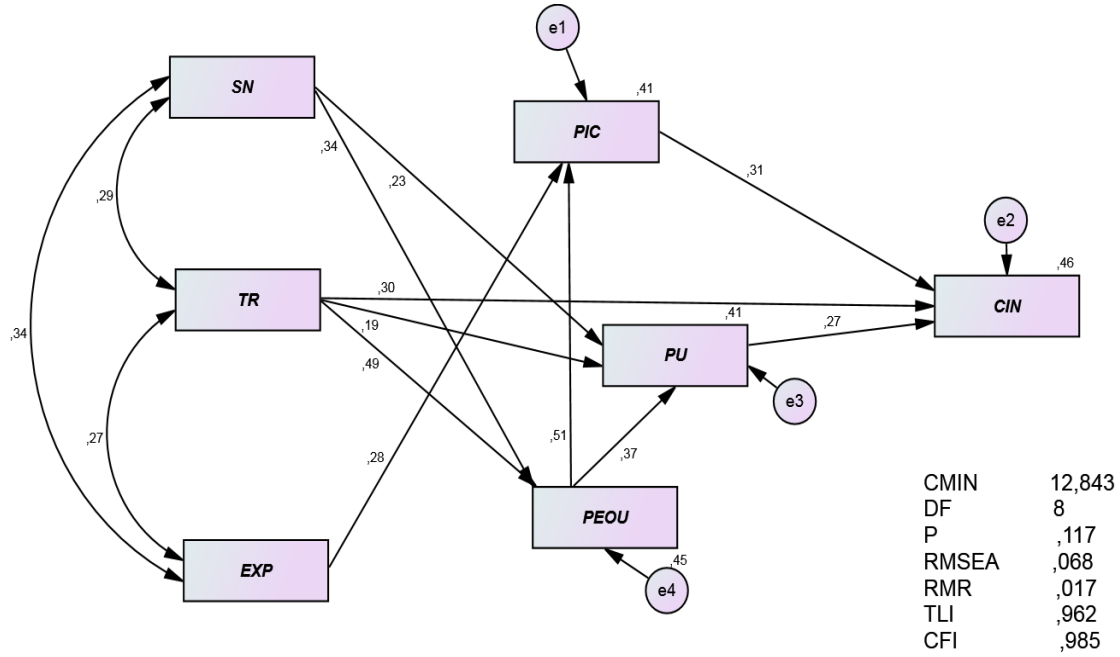 e1
,41
SN
PIC
,34
,23
,31
,29
e2
,46
TR
,30
CIN
,41
,27
,19
PU
,34
,49
e3
,27
,51
,28
,37
CMIN 12,843
DF 8
PEOU
P ,117
,45
RMSEA ,068
EXP
e4
RMR ,017
TLI ,962
CFI ,985